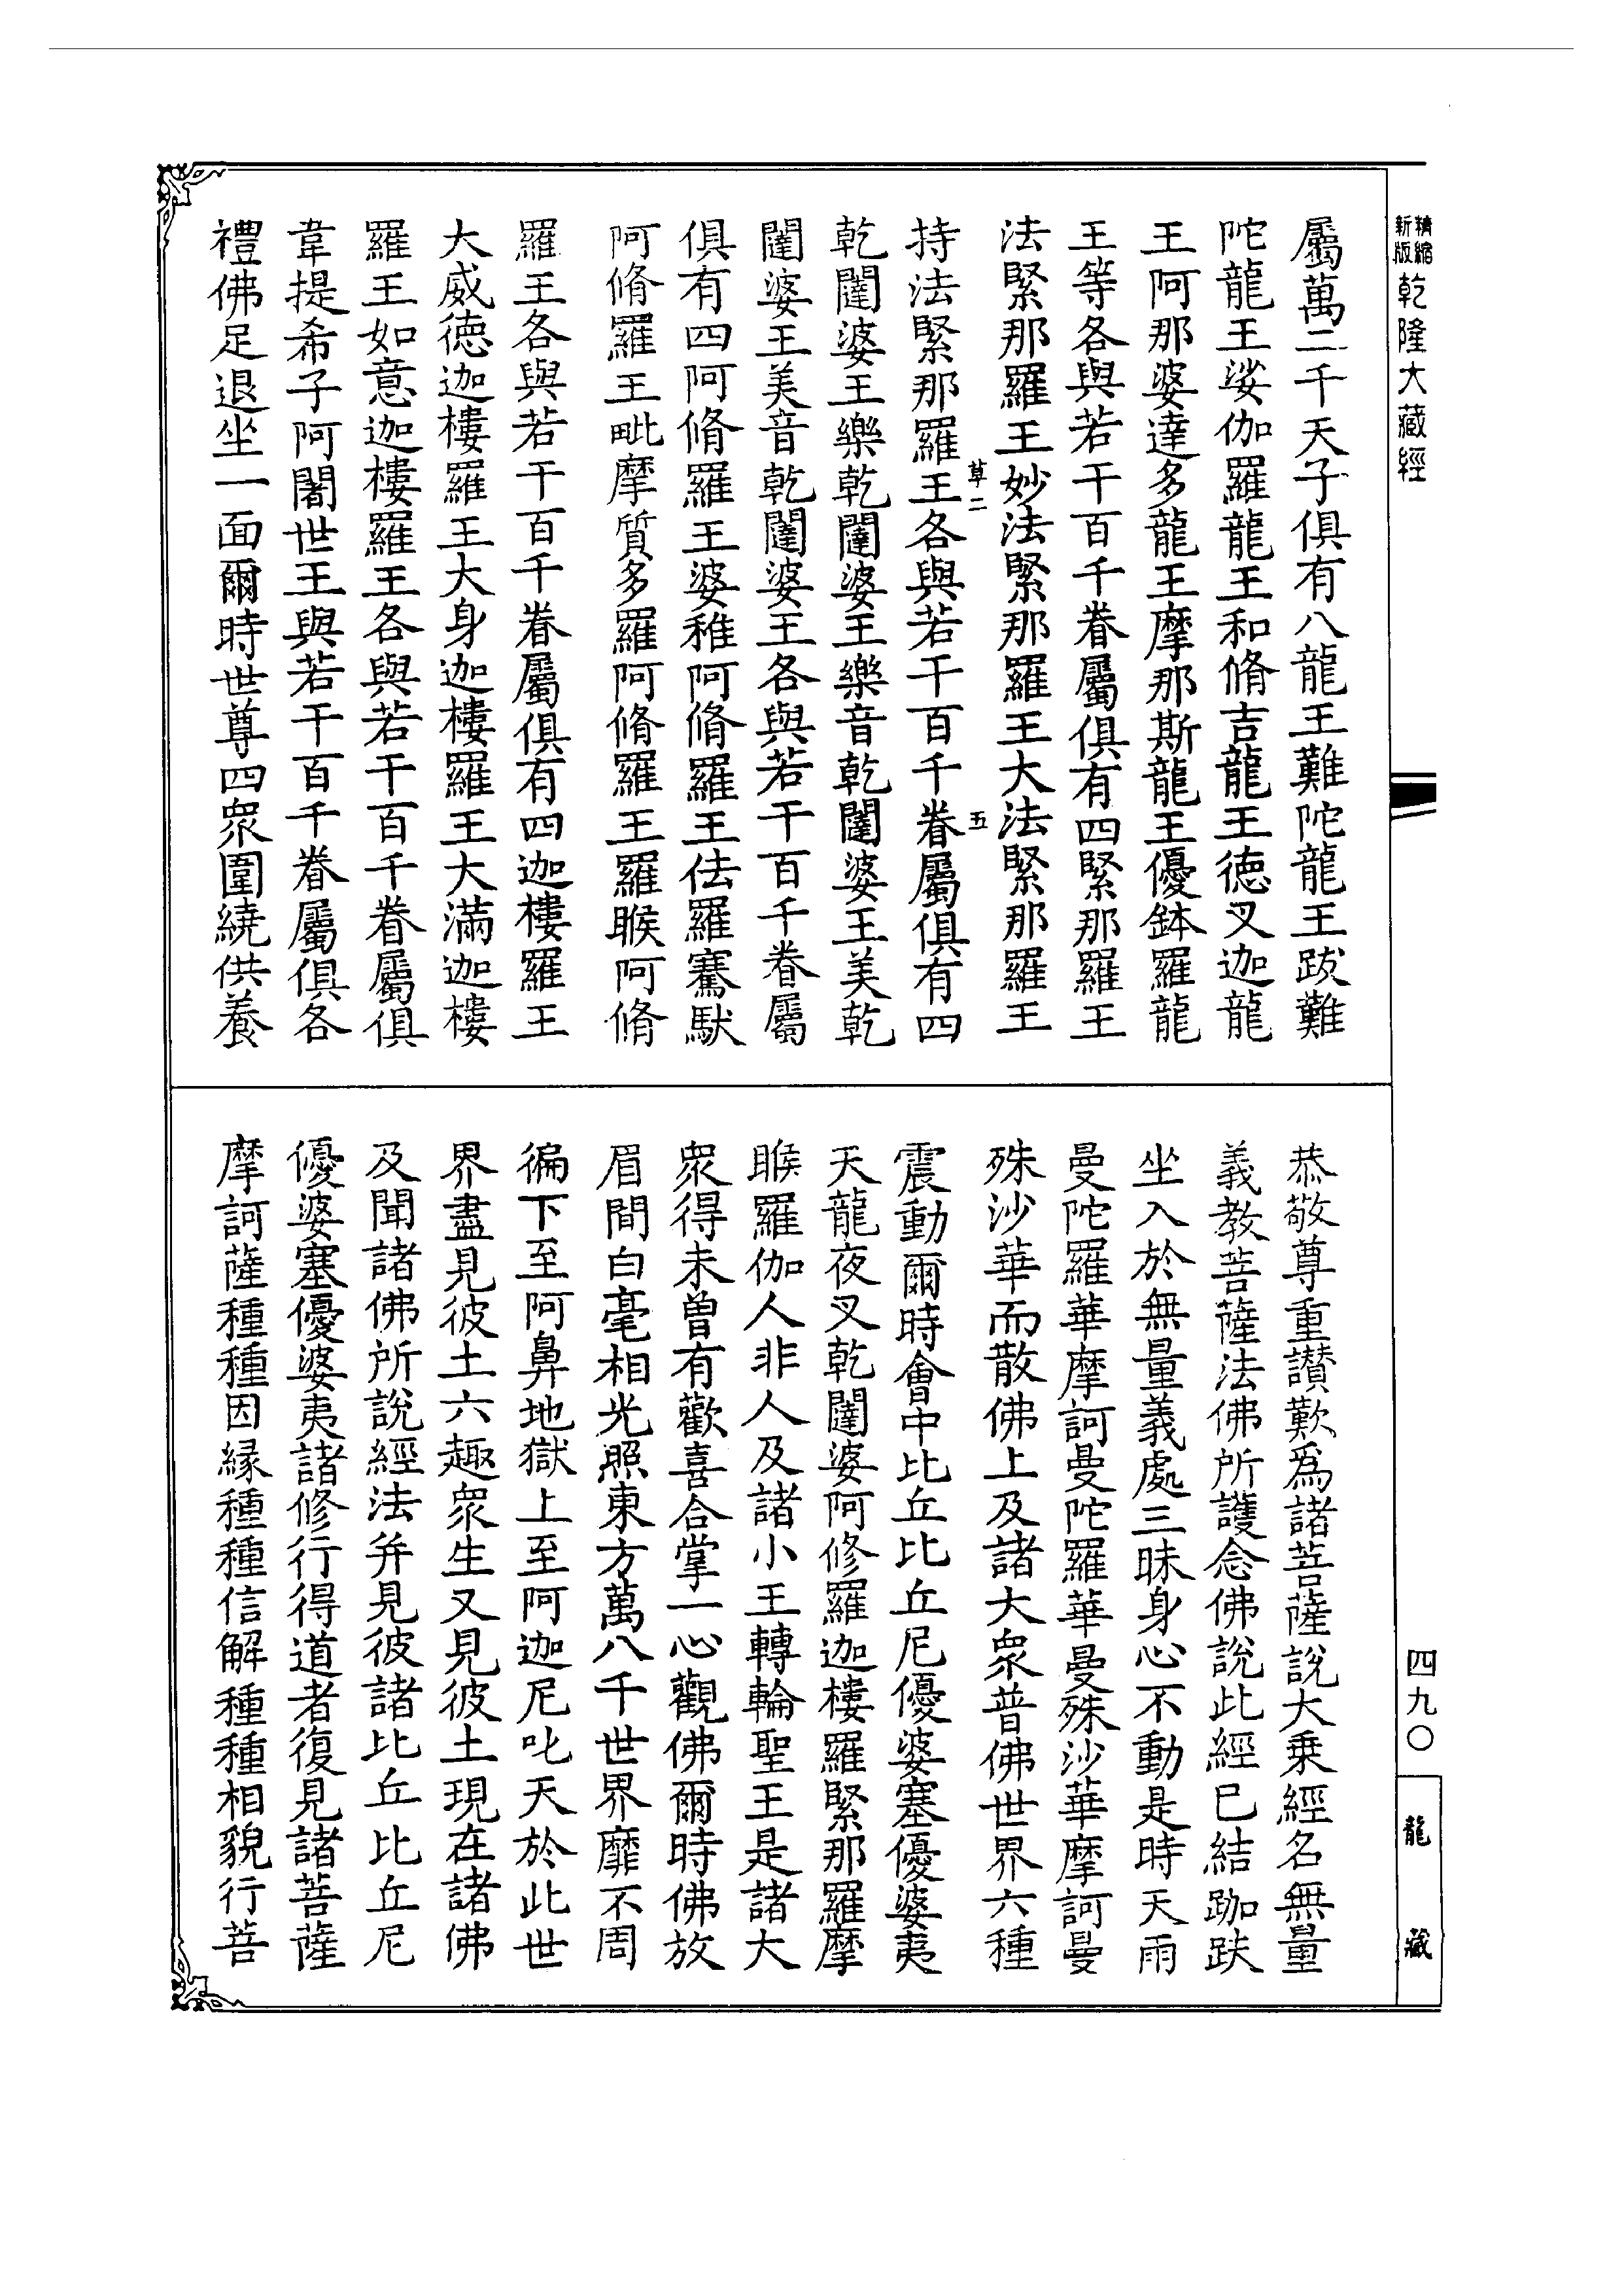 精縮新版乾隆大藏經
屬萬二千天子俱有八龍王難陀龍王跋難
陀龍王娑伽羅龍王和脩吉龍王德叉迦龍
王阿那婆達多龍王摩那斯龍王優鉢羅龍
王等各與若干百千眷屬俱有四緊那羅王
法緊那羅王妙法緊那羅王大法緊那羅王
草二 五
持法緊那羅王各與若干百千眷屬俱有四
乾闥婆王樂乾闥婆王樂音乾闥婆王美乾
闥婆王美音乾闥婆王各與若干百千眷屬
俱有四阿脩羅王婆稚阿脩羅王佉羅騫馱
阿脩羅王毗摩質多羅阿脩羅王羅睺阿脩
羅王各與若干百千眷屬俱有四迦樓羅王
大威德迦樓羅王大身迦樓羅王大滿迦樓
羅王如意迦樓羅王各與若干百千眷屬俱
韋提希子阿闍世王與若干百千眷屬俱各
禮佛足退坐一面爾時世尊四衆圍繞供養
恭敬尊重讃歎爲諸菩薩說大乗經名無量
義教菩薩法佛所護念佛說此經已結跏趺
坐入於無量義處三昧身心不動是時天雨
曼陀羅華摩訶曼陀羅華曼殊沙華摩訶曼
殊沙華而散佛上及諸大衆普佛世界六種
震動爾時會中比丘比丘尼優婆塞優婆夷
天龍夜叉乾闥婆阿修羅迦樓羅緊那羅摩
睺羅伽人非人及諸小王轉輪聖王是諸大
衆得未曾有歡喜合掌一心觀佛爾時佛放
眉間白毫相光照東方萬八千世界靡不周
徧下至阿鼻地獄上至阿迦尼吒天於此世
界盡見彼土六趣衆生又見彼土現在諸佛
及聞諸佛所說經法并見彼諸比丘比丘尼
優婆塞優婆夷諸修行得道者復見諸菩薩
摩訶薩種種因緣種種信解種種相貌行菩
四九〇
龍藏